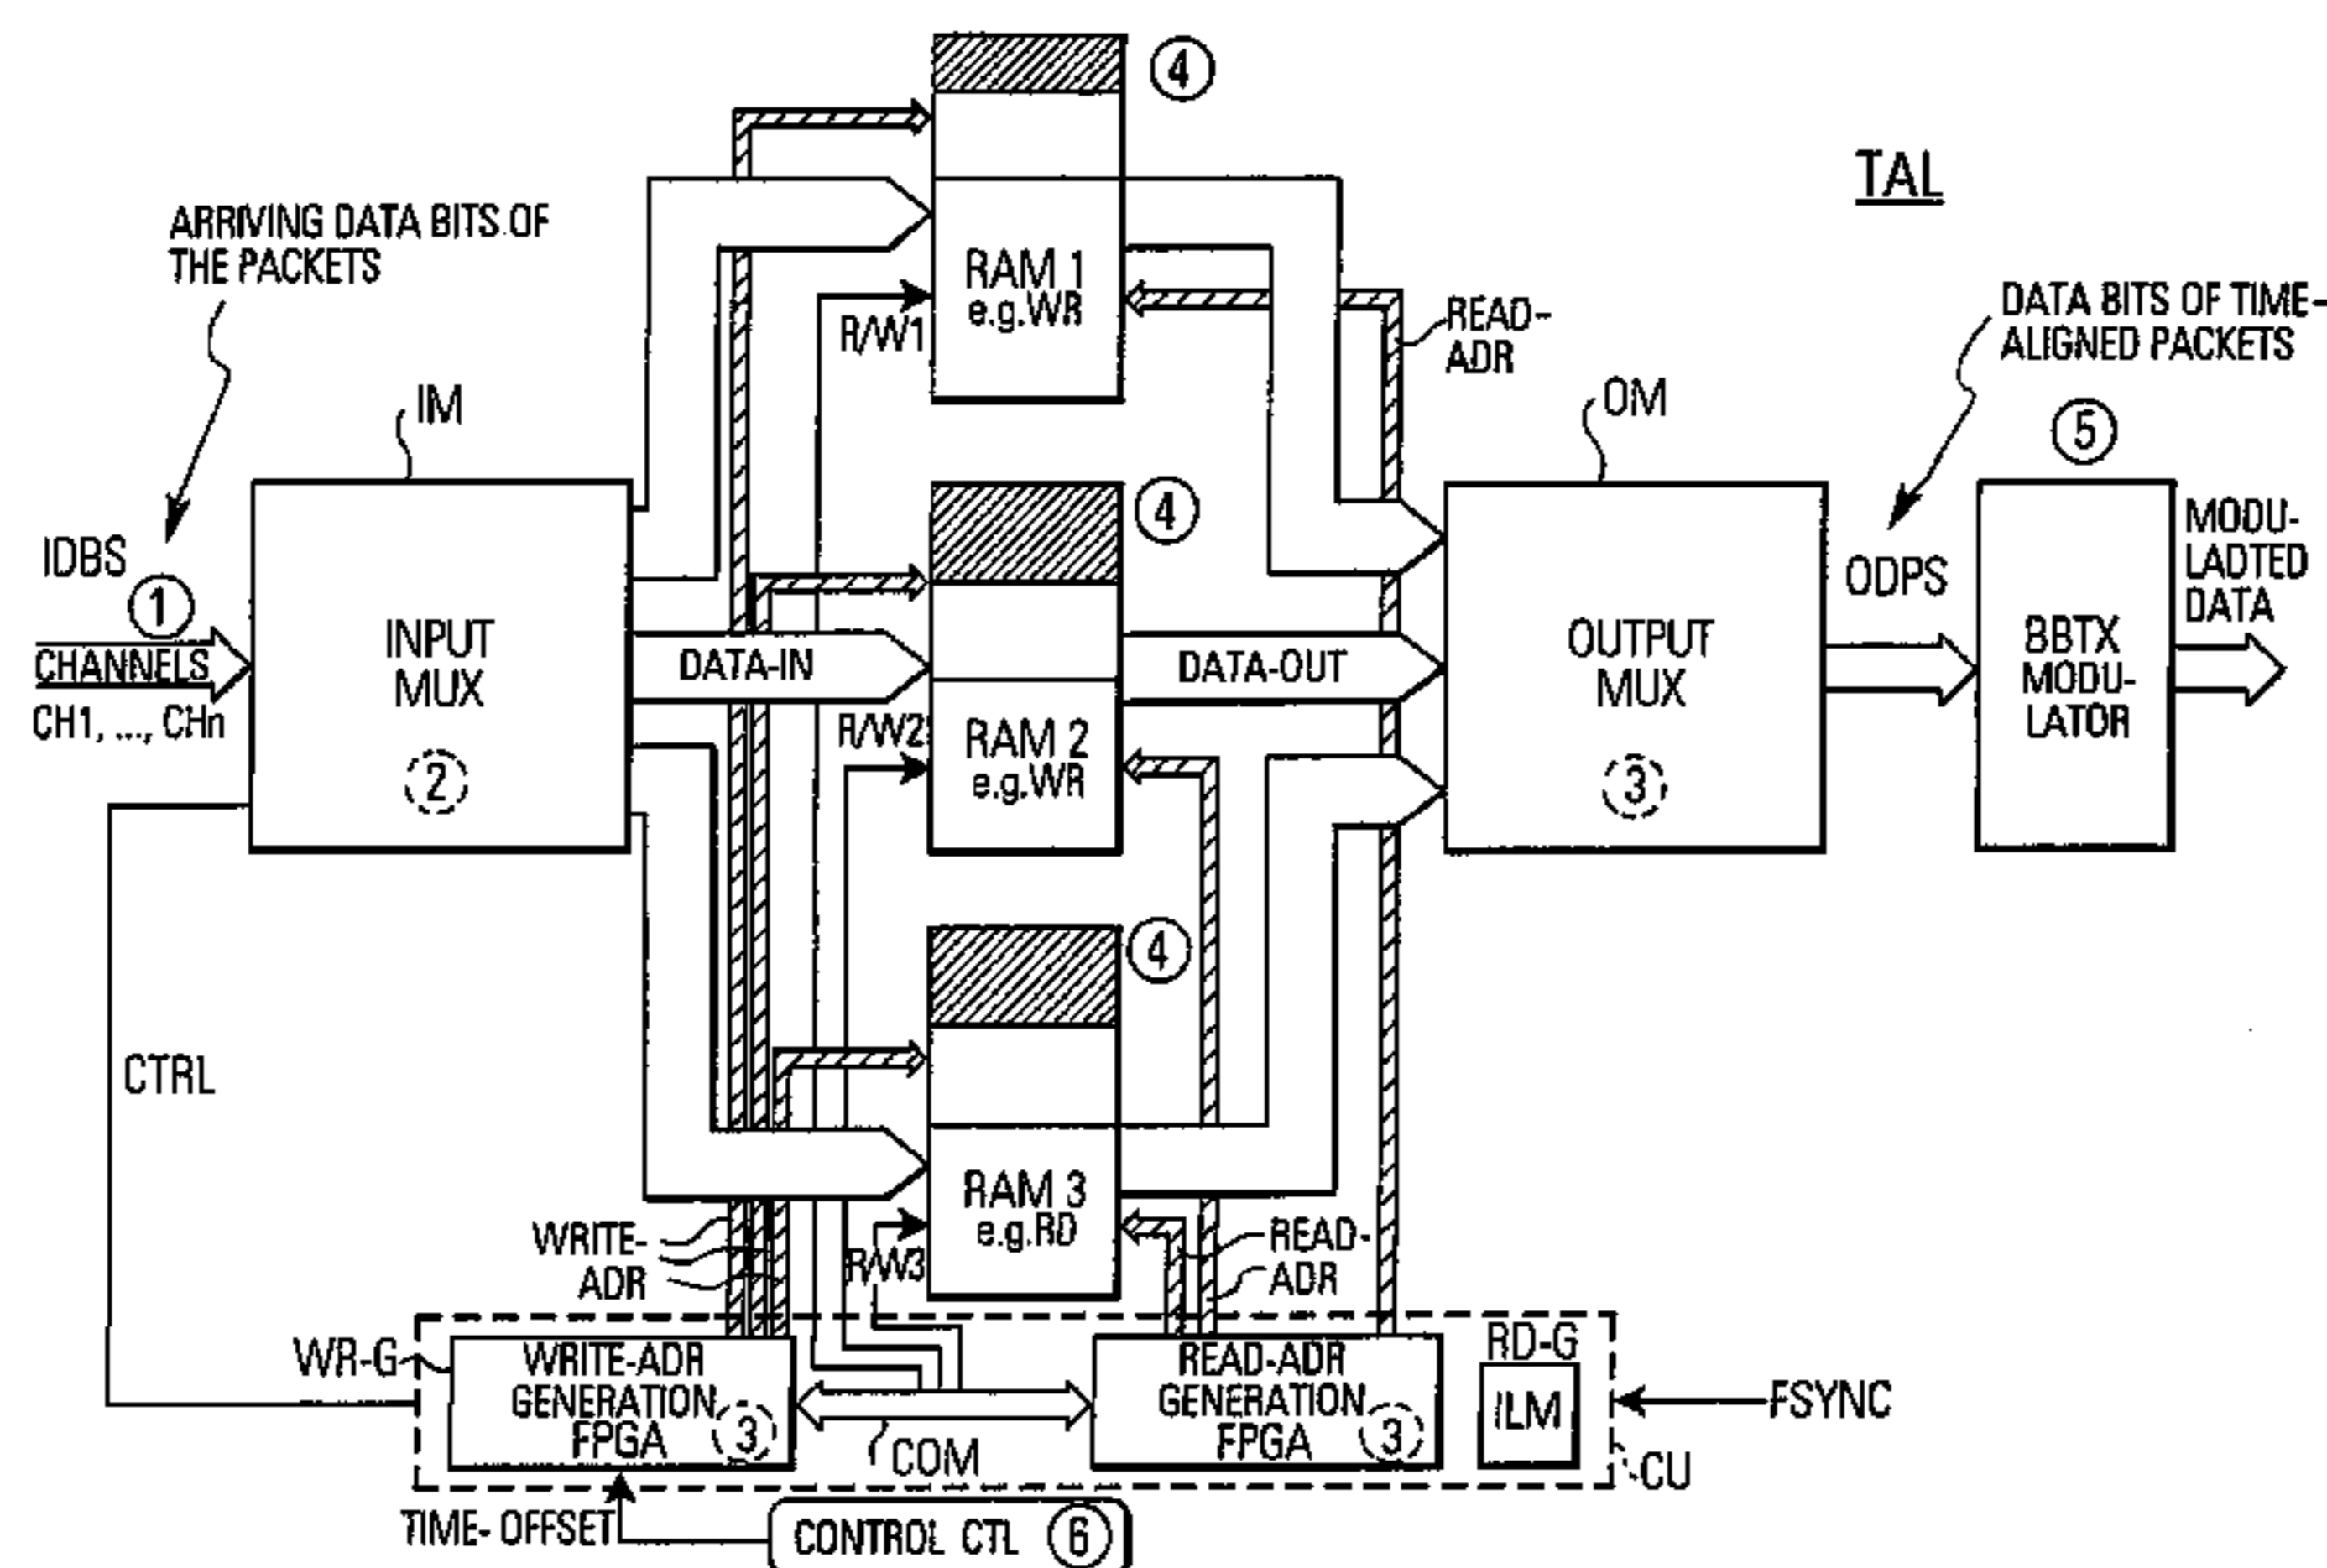 4
TAL
ARRIVING DATA BITS OF
THE PACKETS
RAM 1
e.g.WR
R/W1
READ-
ADR
DATA BITS OF TIME-
ALIGNED PACKETS
IM
OM
5
4
IDBS
1
CHANNELS
CH1, ..., CHn
INPUT
MUX
2
DATA-IN
DATA-OUT
R/W2
RAM 2
e.g.WR
OUTPUT
MUX
3
ODPS
BBTX
MODU-
LATOR
MODU-
LADTED
DATA
4
CTRL
RAM 3
e.g.RD
R/W3
WRITE-
ADR
READ-
ADR
WR-G
WRITE-ADR
GENERATION
FPGA
3
COM
READ-ADR
GENERATION
FPGA
3
RD-G
ILM
FSYNC
CU
TIME- OFFSET
CONTROL CTL
6